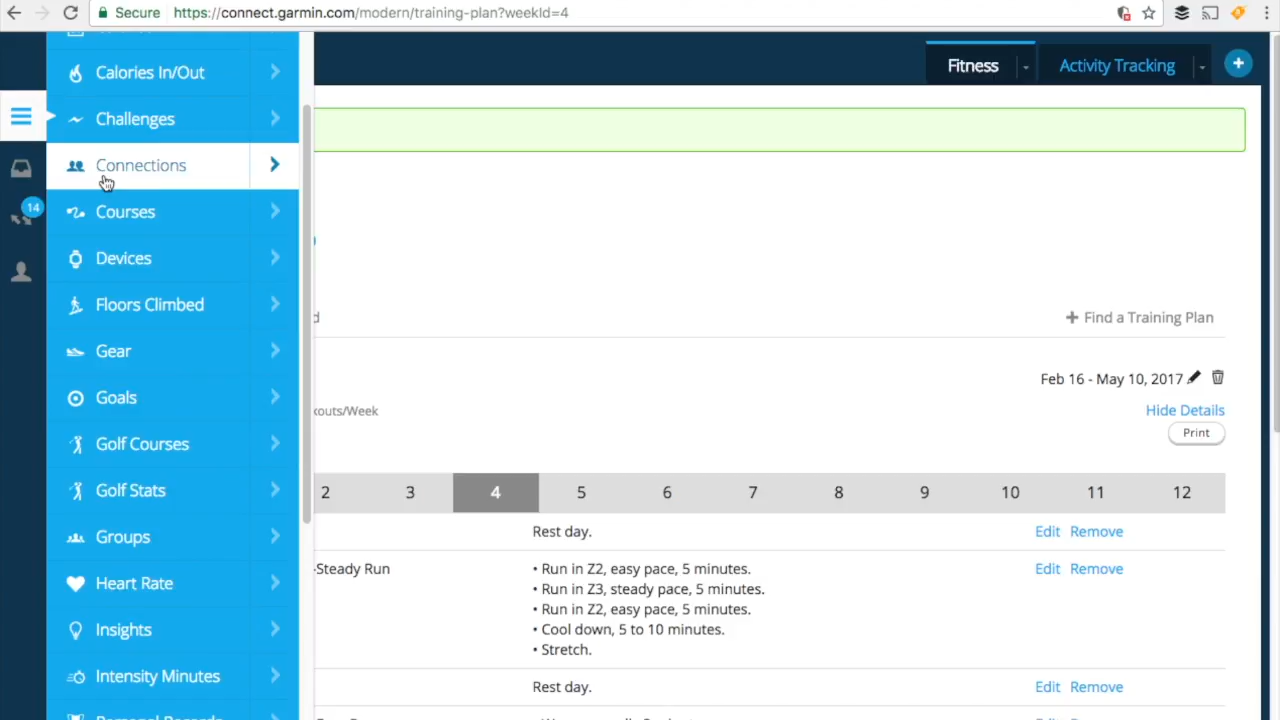 Secure https://connect.garmin.com/modern/training-plan?weekId=4
Fitness
Activity Tracking
14
Calories In/Out
Challenges
Connections
Courses
Devices
Floors Climbed
Gear
Goals
Golf Courses
Golf Stats
Groups
Heart Rate
Insights
Intensity Minutes
Personal Records
Find a Training Plan
Feb 16 - May 10, 2017
Hide Details
Print
2 3 4 5 6 7 8 9 10 11 12
Rest day. Edit Remove
-Steady Run
• Run in Z2, easy pace, 5 minutes. Edit Remove
• Run in Z3, steady pace, 5 minutes.
• Run in Z2, easy pace, 5 minutes.
• Cool down, 5 to 10 minutes.
• Stretch.
Rest day. Edit Remove